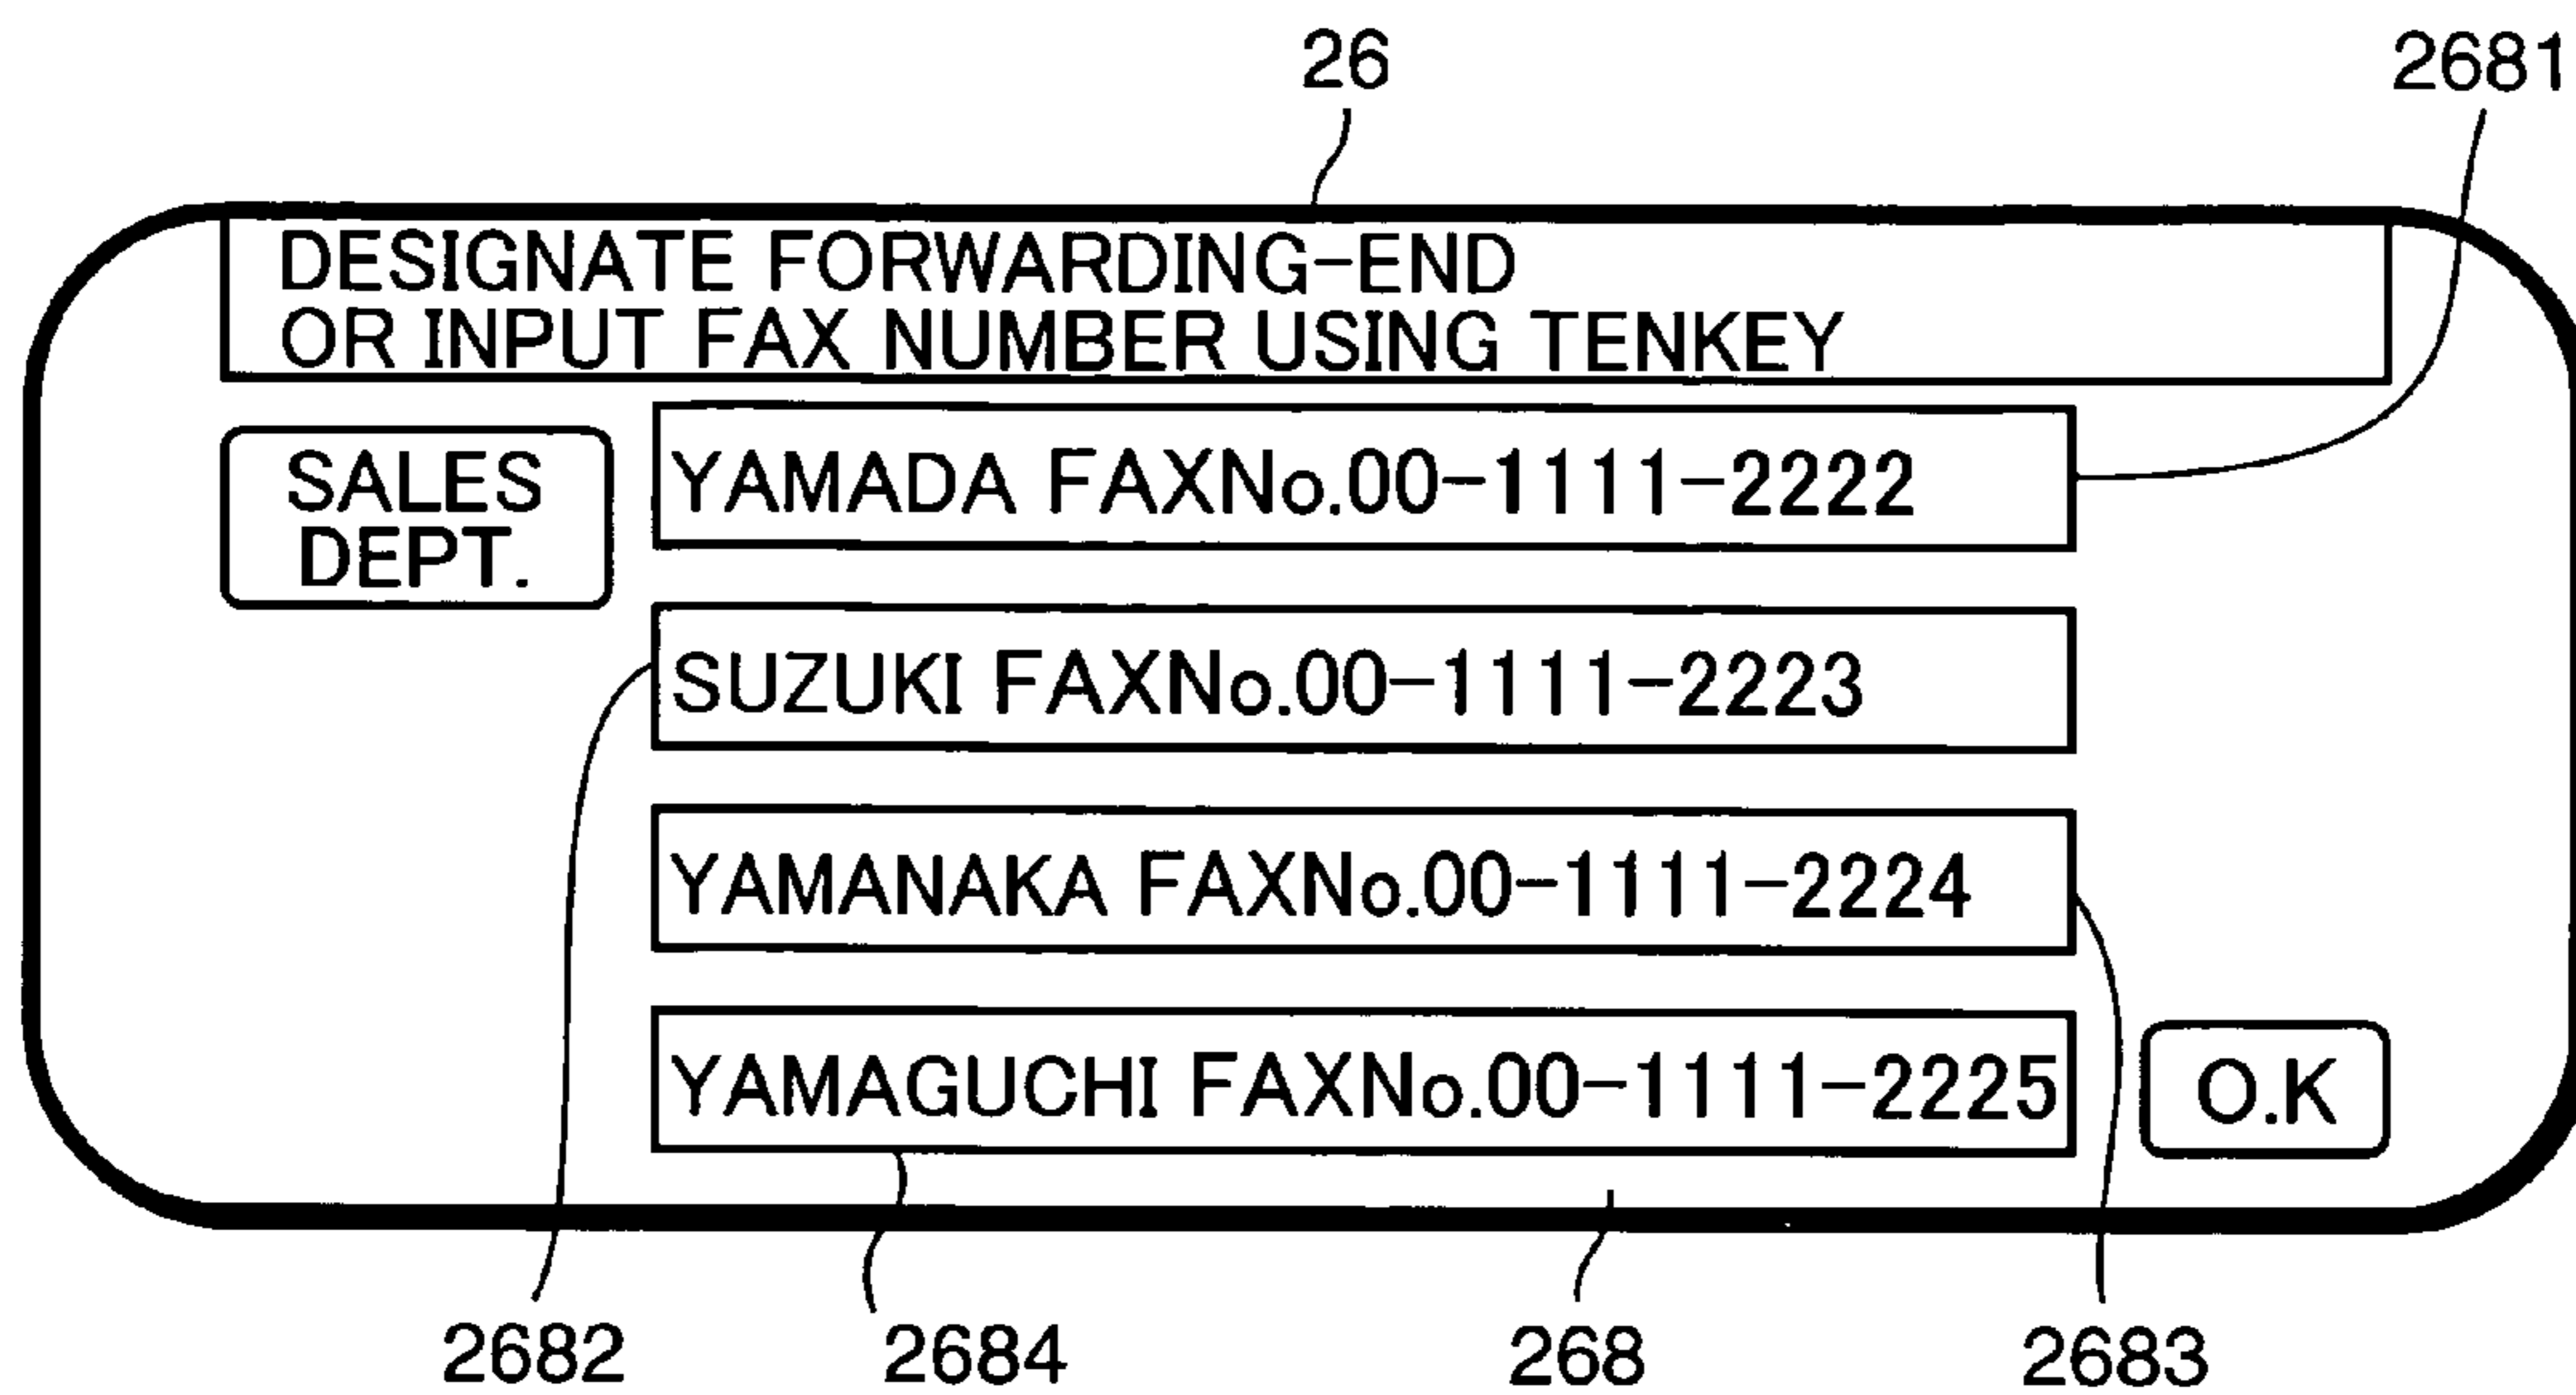 26
2681
DESIGNATE FORWARDING-END
OR INPUT FAX NUMBER USING TENKEY
SALES
DEPT.
YAMADA FAXNo.00-1111-2222
SUZUKI FAXNo.00-1111-2223
YAMANAKA FAXNo.00-1111-2224
YAMAGUCHI FAXNo.00-1111-2225
O.K
2682
2684
268
2683